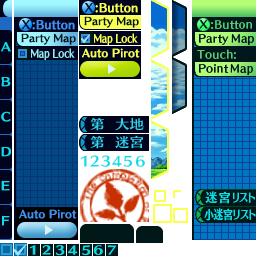 X:Button
Party Map
Map Lock
A
B
C
D
E
F
Auto Pirot
X:Button
Party Map
Map Lock
Auto Pirot
第 大地
第 迷宮
123456
X:Button
Party Map
Touch:
Point Map
迷宮リスト
小迷宮リスト
1234567